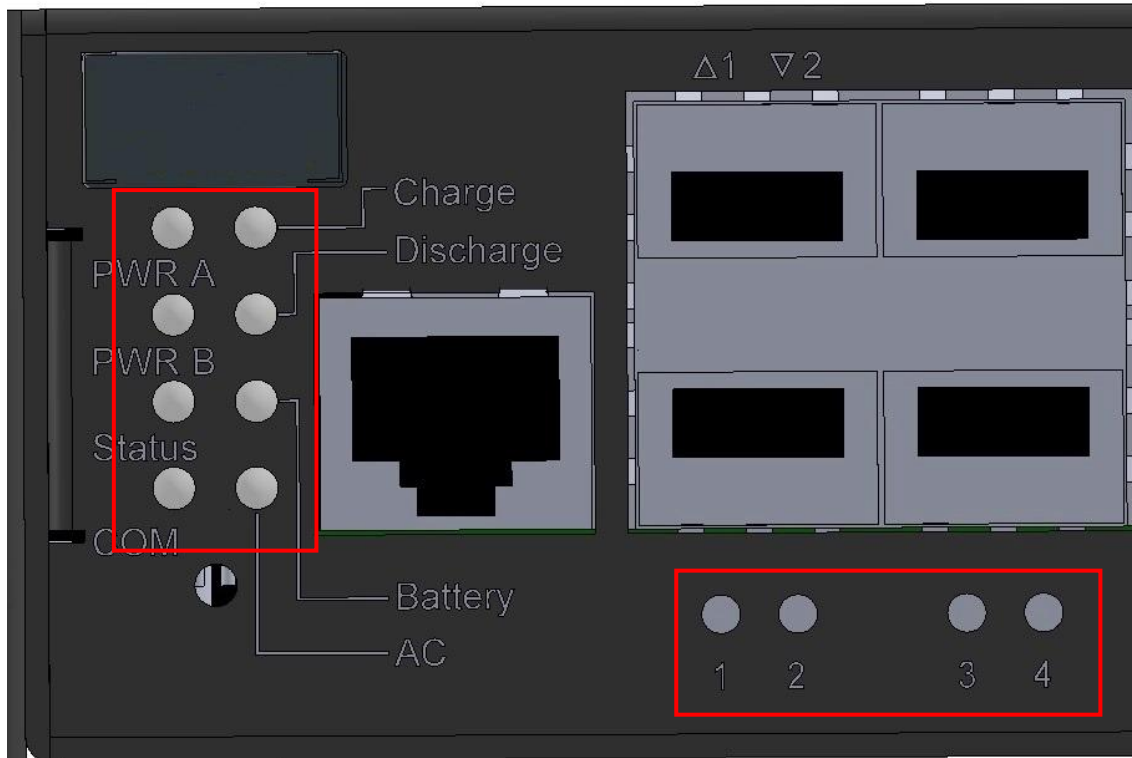 △1 ▽2
Charge
PWR A
Discharge
PWR B
Status
COM
Battery
AC
1 2 3 4